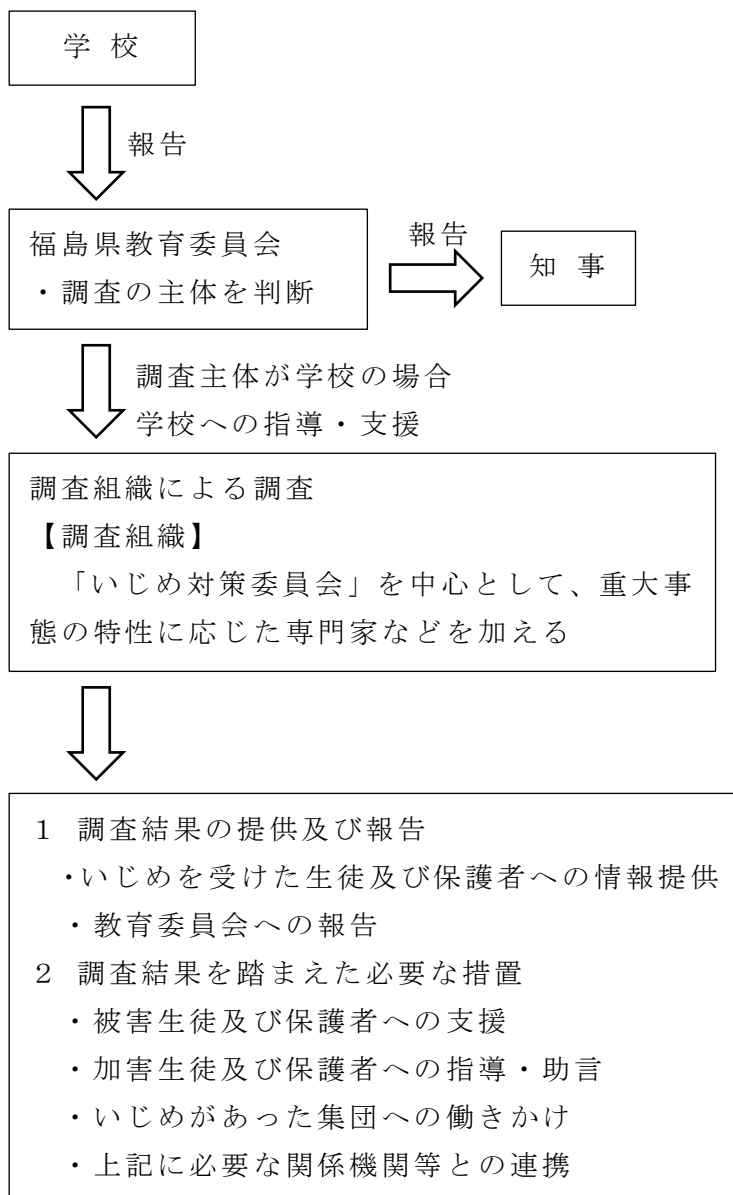 学校
報告
福島県教育委員会
・調査の主体を判断
報告
知事
調査主体が学校の場合
学校への指導・支援
調査組織による調査
【調査組織】
「いじめ対策委員会」を中心として、重大事
態の特性に応じた専門家などを加える
1 調査結果の提供及び報告
・いじめを受けた生徒及び保護者への情報提供
・教育委員会への報告
2 調査結果を踏まえた必要な措置
・被害生徒及び保護者への支援
・加害生徒及び保護者への指導・助言
・いじめがあった集団への働きかけ
・上記に必要な関係機関等との連携